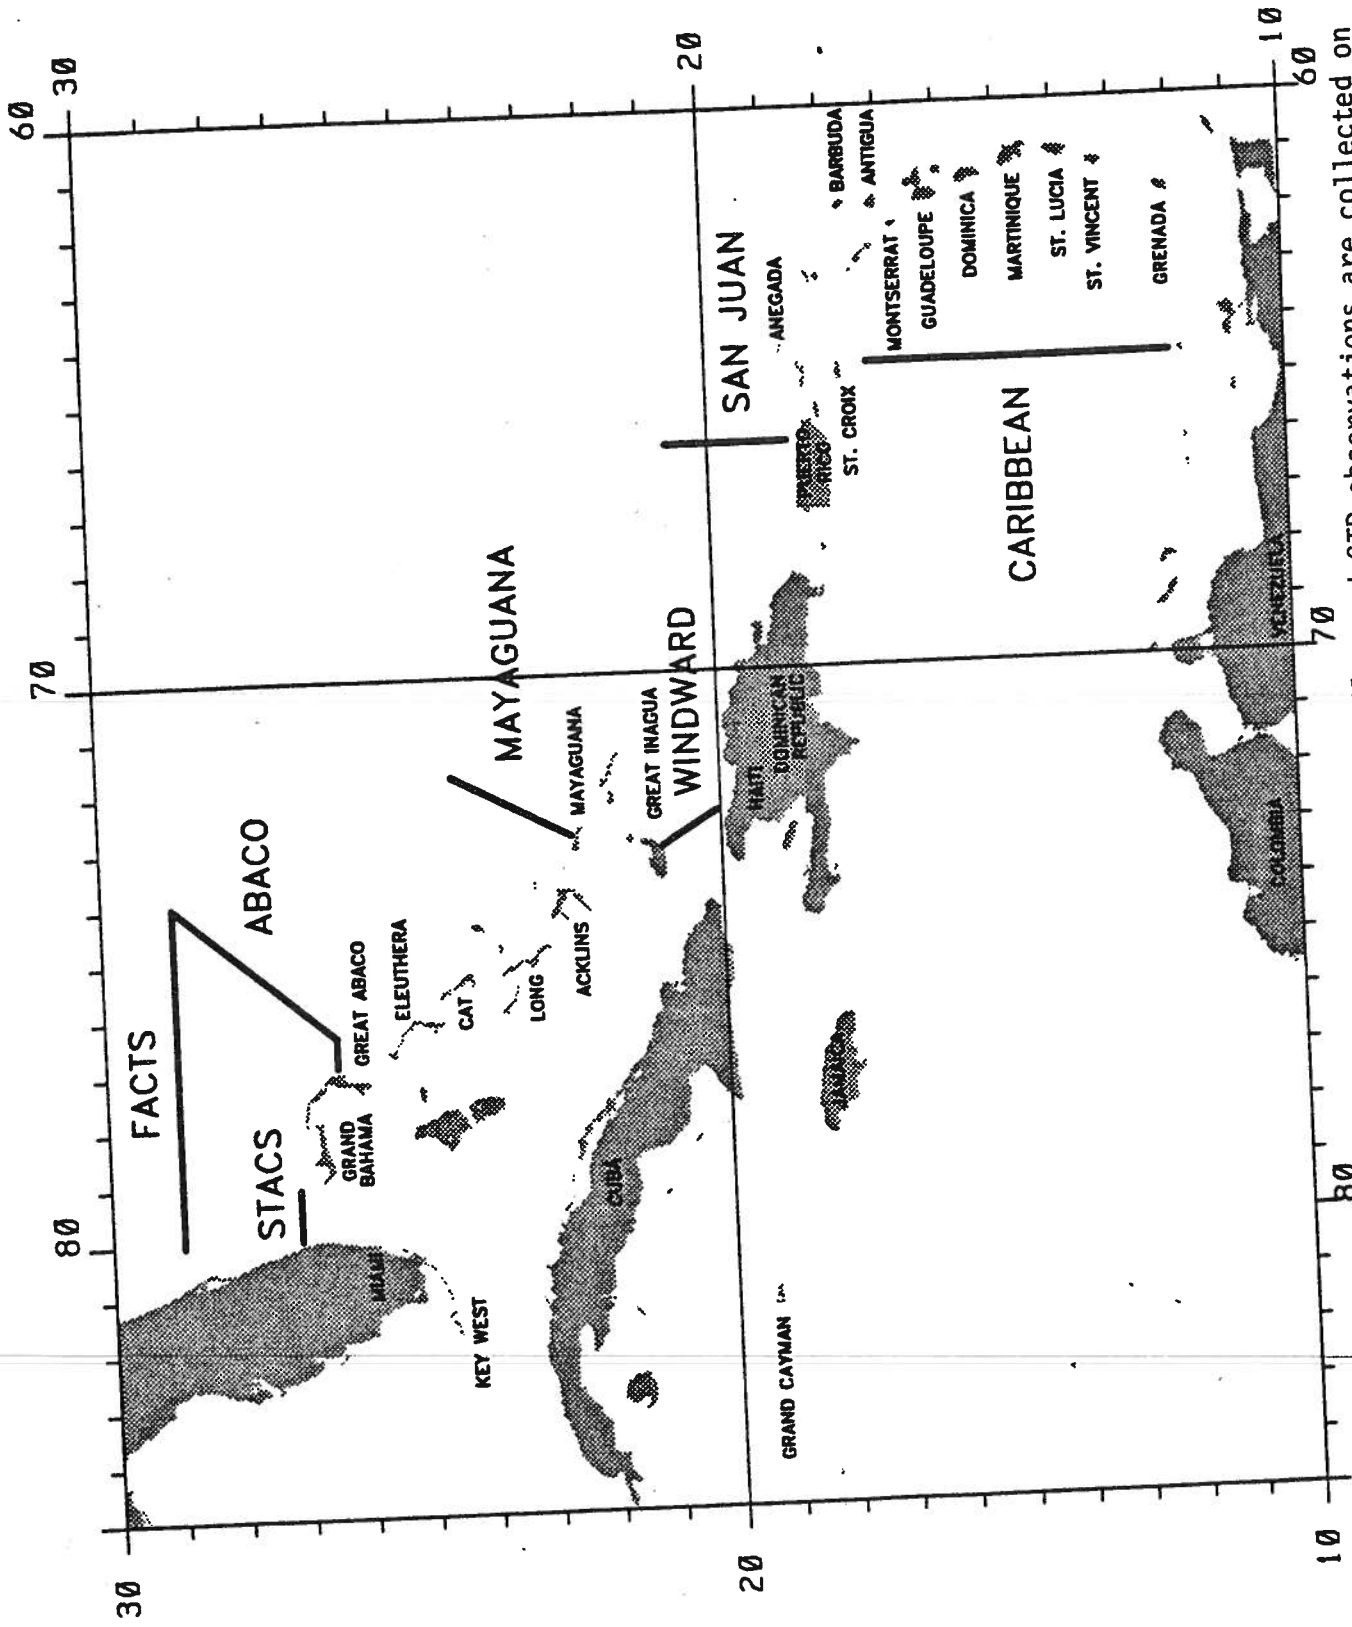 60
30
20
10
60
70
70
80
80
30
20
10
FACTS
ABACO
STACS
MAYAGUANA
WINDWARD
SAN JUAN
CARIBBEAN
GREAT ABACO
GRAND
BAHAMA
ELEUTHERA
CAT
LONG
ACKLINS
MAYAGUANA
GREAT INAGUA
MIAMI
KEY WEST
CUBA
HAITI
DOMINICAN
REPUBLIC
PUERTO
RICO
ST. CROIX
ANEGADA
BARBUDA
ANTIGUA
MONTSERRAT
GUADELOUPE
DOMINICA
MARTINIQUE
ST. LUCIA
ST. VINCENT
GRENADA
JAMAICA
GRAND CAYMAN
COLOMBIA
VENEZUELA
observations are collected on